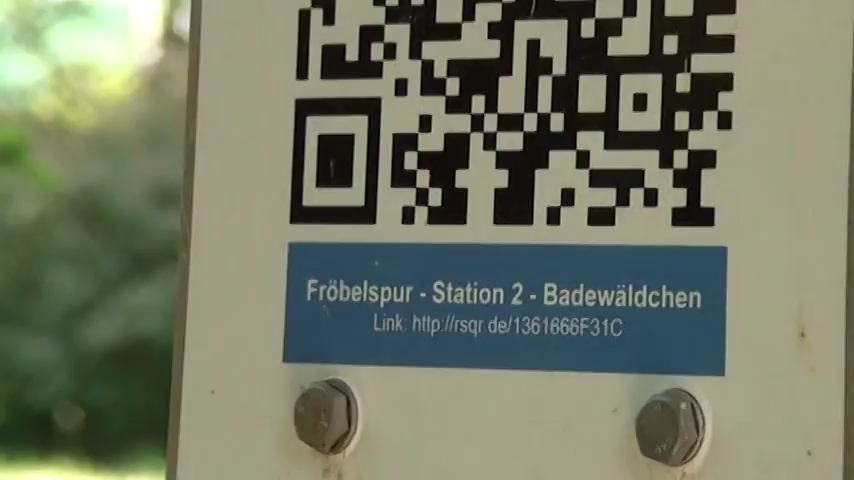 Fröbelspur - Station 2 - Badewäldchen
Link: http://rsqr.de/1361666F31C